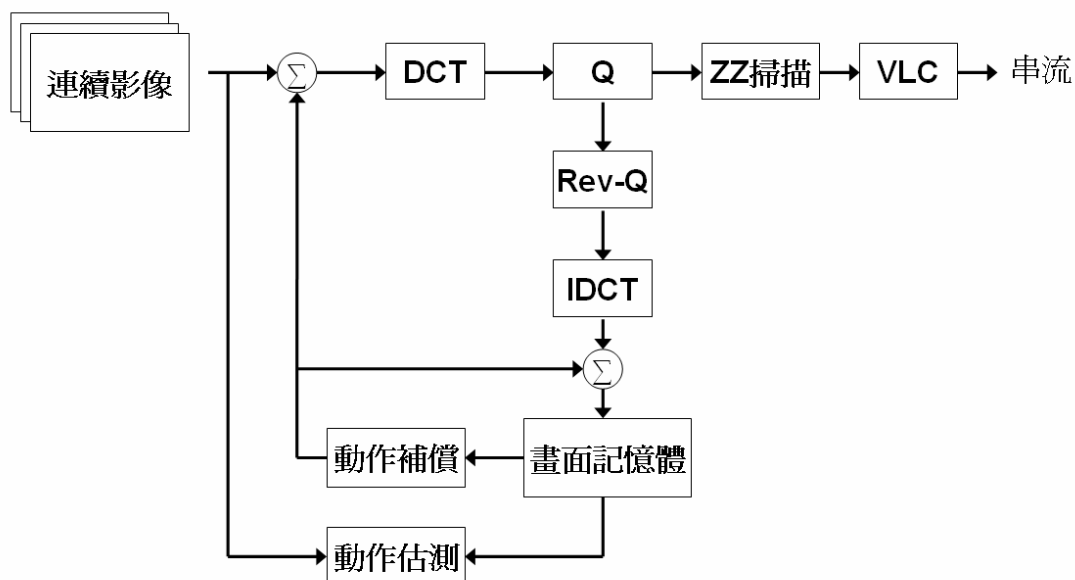 連續影像
Σ
DCT
Q
ZZ掃描
VLC
串流
Rev-Q
IDCT
Σ
動作補償
畫面記憶體
動作估測